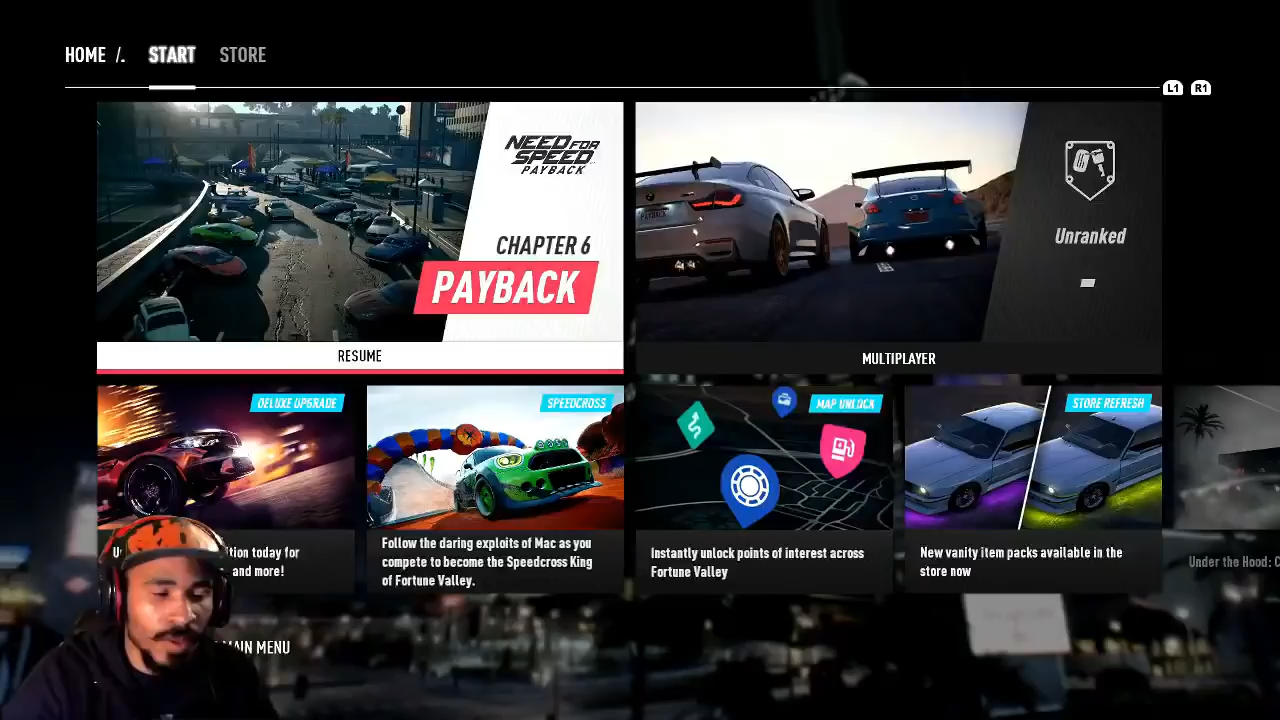 HOME /. START STORE
L1 R1
NEED FOR
SPEED
PAYBACK
CHAPTER 6
PAYBACK
RESUME
PAYBACK
Unranked
MULTIPLAYER
DELUXE UPGRADE
ition today for
and more!
SPEEDCROSS
Follow the daring exploits of Mac as you
compete to become the Speedcross King
of Fortune Valley.
MAP UNLOCK
Instantly unlock points of interest across
Fortune Valley
STORE REFRESH
New vanity item packs available in the
store now
Under the Hood: C
MAIN MENU